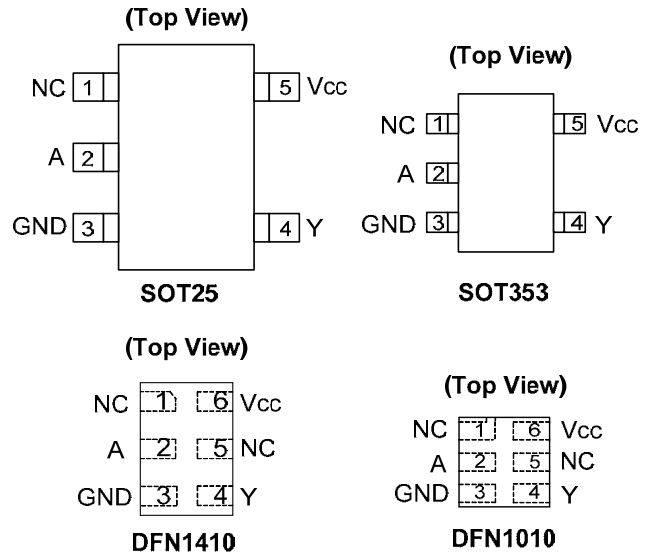 (Top View)
NC 1 5 Vcc
A 2
GND 3 4 Y
SOT25
(Top View)
NC 1 5 Vcc
A 2
GND 3 4 Y
SOT353
(Top View)
NC 1 6 Vcc
A 2 5 NC
GND 3 4 Y
DFN1410
(Top View)
NC 1 6 Vcc
A 2 5 NC
GND 3 4 Y
DFN1010